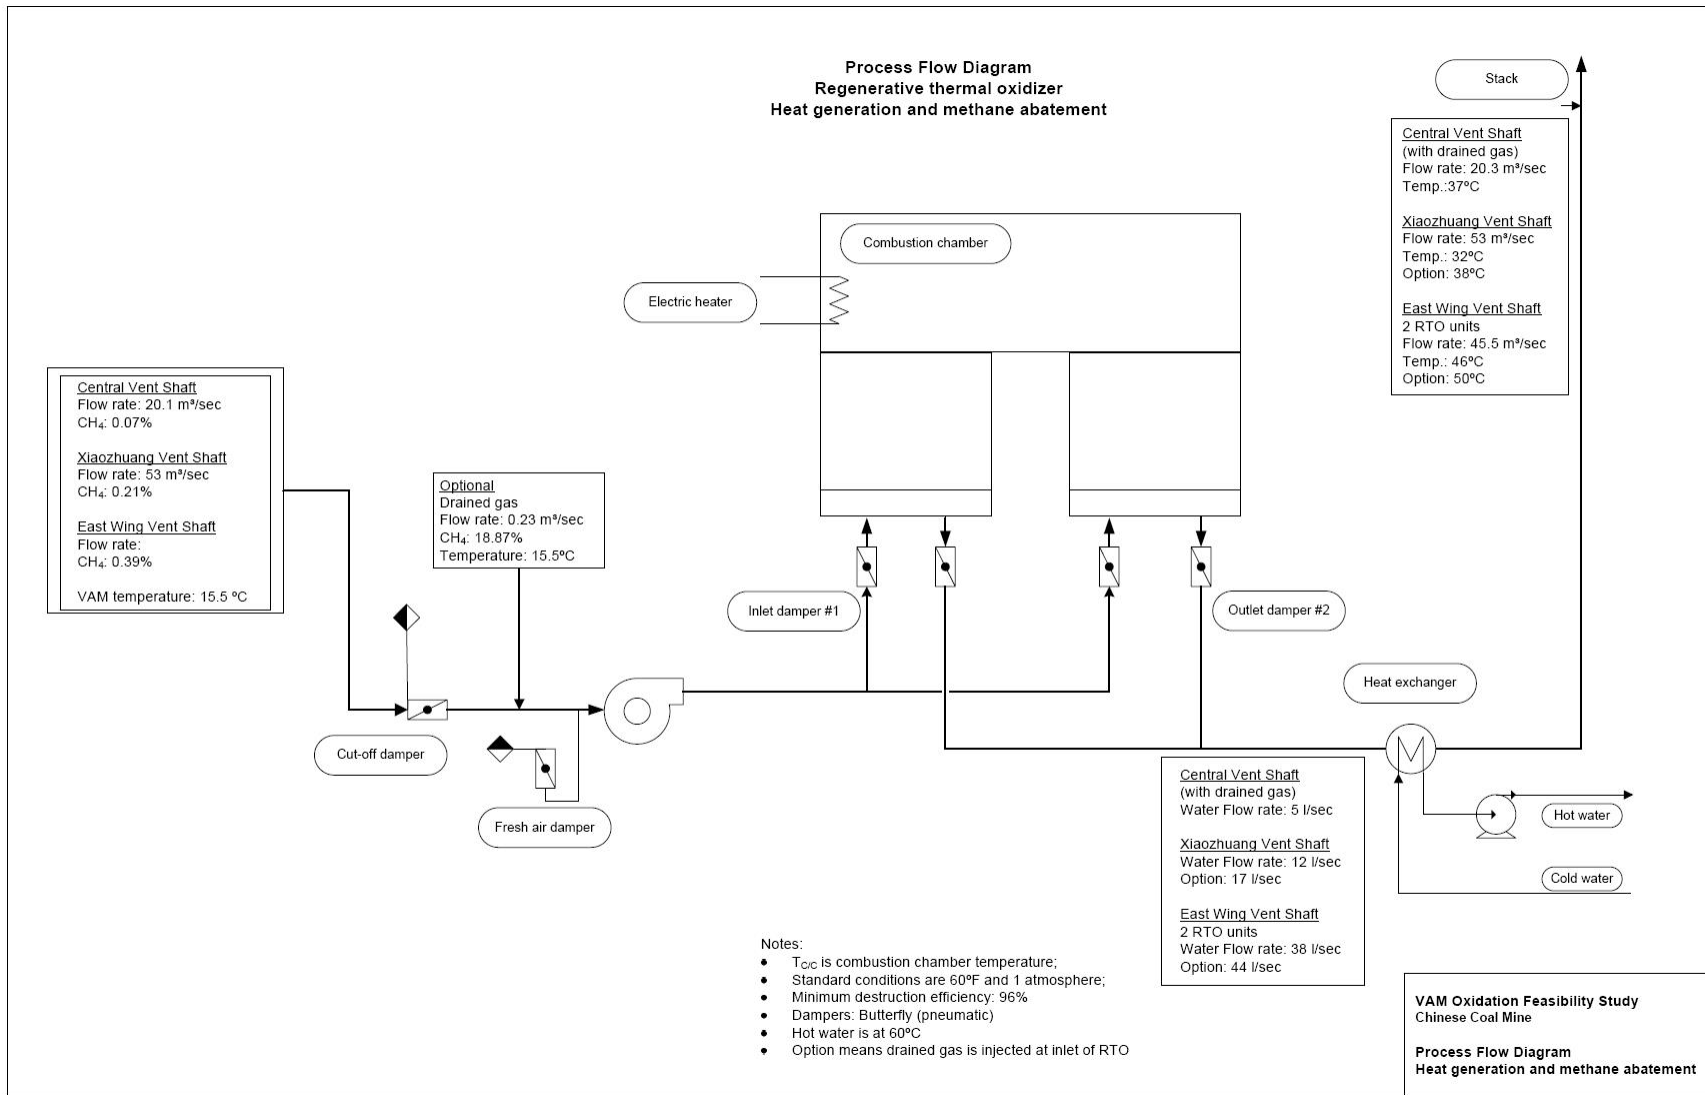 Process Flow Diagram
Regenerative thermal oxidizer
Heat generation and methane abatement
Stack
Central Vent Shaft
(with drained gas)
Flow rate: 20.3 m³/sec
Temp.:37ºC
Xiaozhuang Vent Shaft
Flow rate: 53 m³/sec
Temp.: 32ºC
Option: 38ºC
East Wing Vent Shaft
2 RTO units
Flow rate: 45.5 m³/sec
Temp.: 46ºC
Option: 50ºC
Combustion chamber
Electric heater
Central Vent Shaft
Flow rate: 20.1 m³/sec
CH₄: 0.07%
Xiaozhuang Vent Shaft
Flow rate: 53 m³/sec
CH₄: 0.21%
East Wing Vent Shaft
Flow rate:
CH₄: 0.39%
VAM temperature: 15.5 ºC
Optional
Drained gas
Flow rate: 0.23 m³/sec
CH₄: 18.87%
Temperature: 15.5ºC
Inlet damper #1
Outlet damper #2
Cut-off damper
Fresh air damper
Heat exchanger
Hot water
Cold water
Central Vent Shaft
(with drained gas)
Water Flow rate: 5 l/sec
Xiaozhuang Vent Shaft
Water Flow rate: 12 l/sec
Option: 17 l/sec
East Wing Vent Shaft
2 RTO units
Water Flow rate: 38 l/sec
Option: 44 l/sec
Notes:
• T_C/C is combustion chamber temperature;
• Standard conditions are 60ºF and 1 atmosphere;
• Minimum destruction efficiency: 96%
• Dampers: Butterfly (pneumatic)
• Hot water is at 60ºC
• Option means drained gas is injected at inlet of RTO
VAM Oxidation Feasibility Study
Chinese Coal Mine
Process Flow Diagram
Heat generation and methane abatement